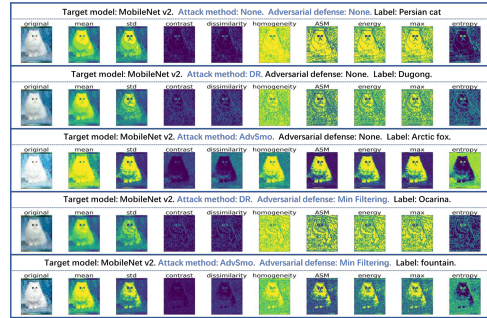 Target model: MobileNet v2. Attack method: None. Adversarial defense: None. Label: Persian cat
original mean std contrast dissimilarity homogeneity ASM energy max entropy
Target model: MobileNet v2. Attack method: DR. Adversarial defense: None. Label: Dugong.
original mean std contrast dissimilarity homogeneity ASM energy max entropy
Target model: MobileNet v2. Attack method: AdvSmo. Adversarial defense: None. Label: Arctic fox.
original mean std contrast dissimilarity homogeneity ASM energy max entropy
Target model: MobileNet v2. Attack method: DR. Adversarial defense: Min Filtering. Label: Ocarina.
original mean std contrast dissimilarity homogeneity ASM energy max entropy
Target model: MobileNet v2. Attack method: AdvSmo. Adversarial defense: Min Filtering. Label: fountain.
original mean std contrast dissimilarity homogeneity ASM energy max entropy